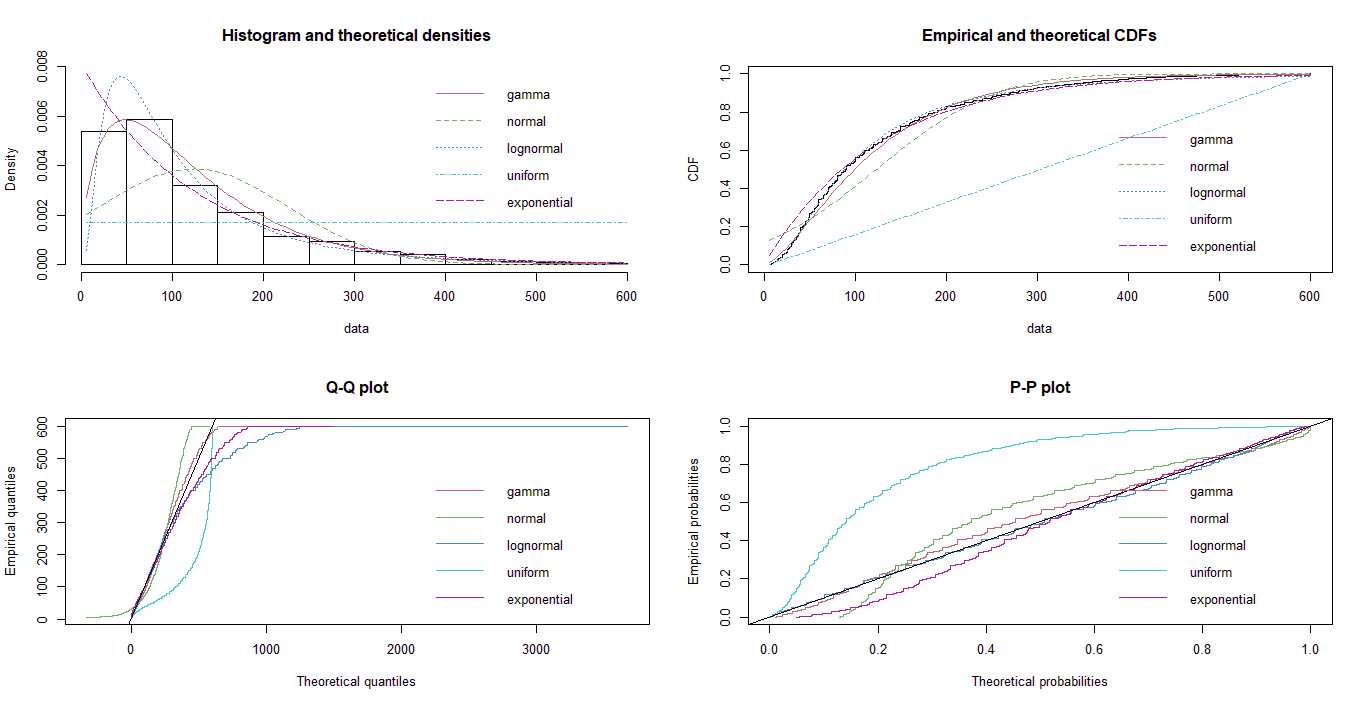 Histogram and theoretical densities
Density
0.000 0.002 0.004 0.006 0.008
gamma
normal
lognormal
uniform
exponential
0 100 200 300 400 500 600
data
Empirical and theoretical CDFs
CDF
0.0 0.2 0.4 0.6 0.8 1.0
gamma
normal
lognormal
uniform
exponential
0 100 200 300 400 500 600
data
Q-Q plot
Empirical quantiles
0 100 200 300 400 500 600
gamma
normal
lognormal
uniform
exponential
0 1000 2000 3000
Theoretical quantiles
P-P plot
Empirical probabilities
0.0 0.2 0.4 0.6 0.8 1.0
gamma
normal
lognormal
uniform
exponential
0.0 0.2 0.4 0.6 0.8 1.0
Theoretical probabilities